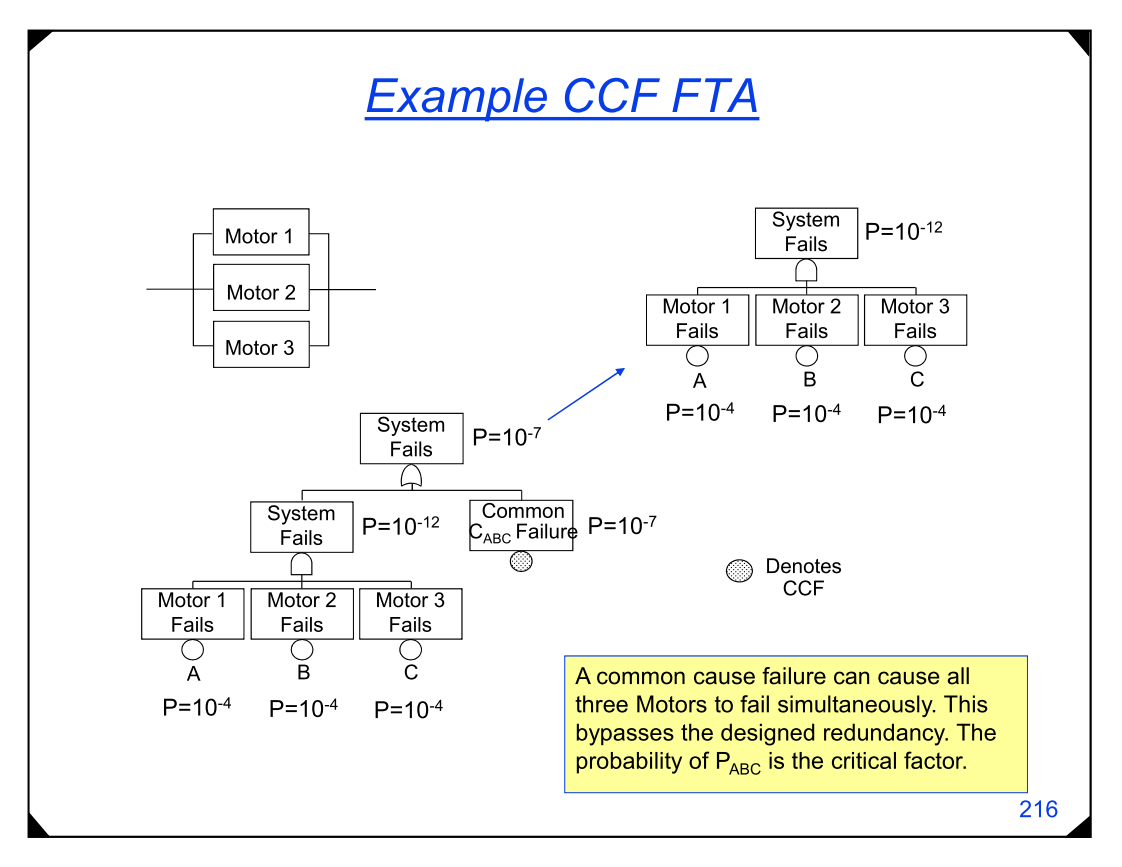 Example CCF FTA
Motor 1
Motor 2
Motor 3
System
Fails
P=10-12
Motor 1
Fails
Motor 2
Fails
Motor 3
Fails
A
B
C
P=10-4
P=10-4
P=10-4
System
Fails
P=10-7
System
Fails
P=10-12
Common
CABC Failure
P=10-7
Motor 1
Fails
Motor 2
Fails
Motor 3
Fails
A
B
C
P=10-4
P=10-4
P=10-4
Denotes
CCF
A common cause failure can cause all
three Motors to fail simultaneously. This
bypasses the designed redundancy. The
probability of PABC is the critical factor.
216